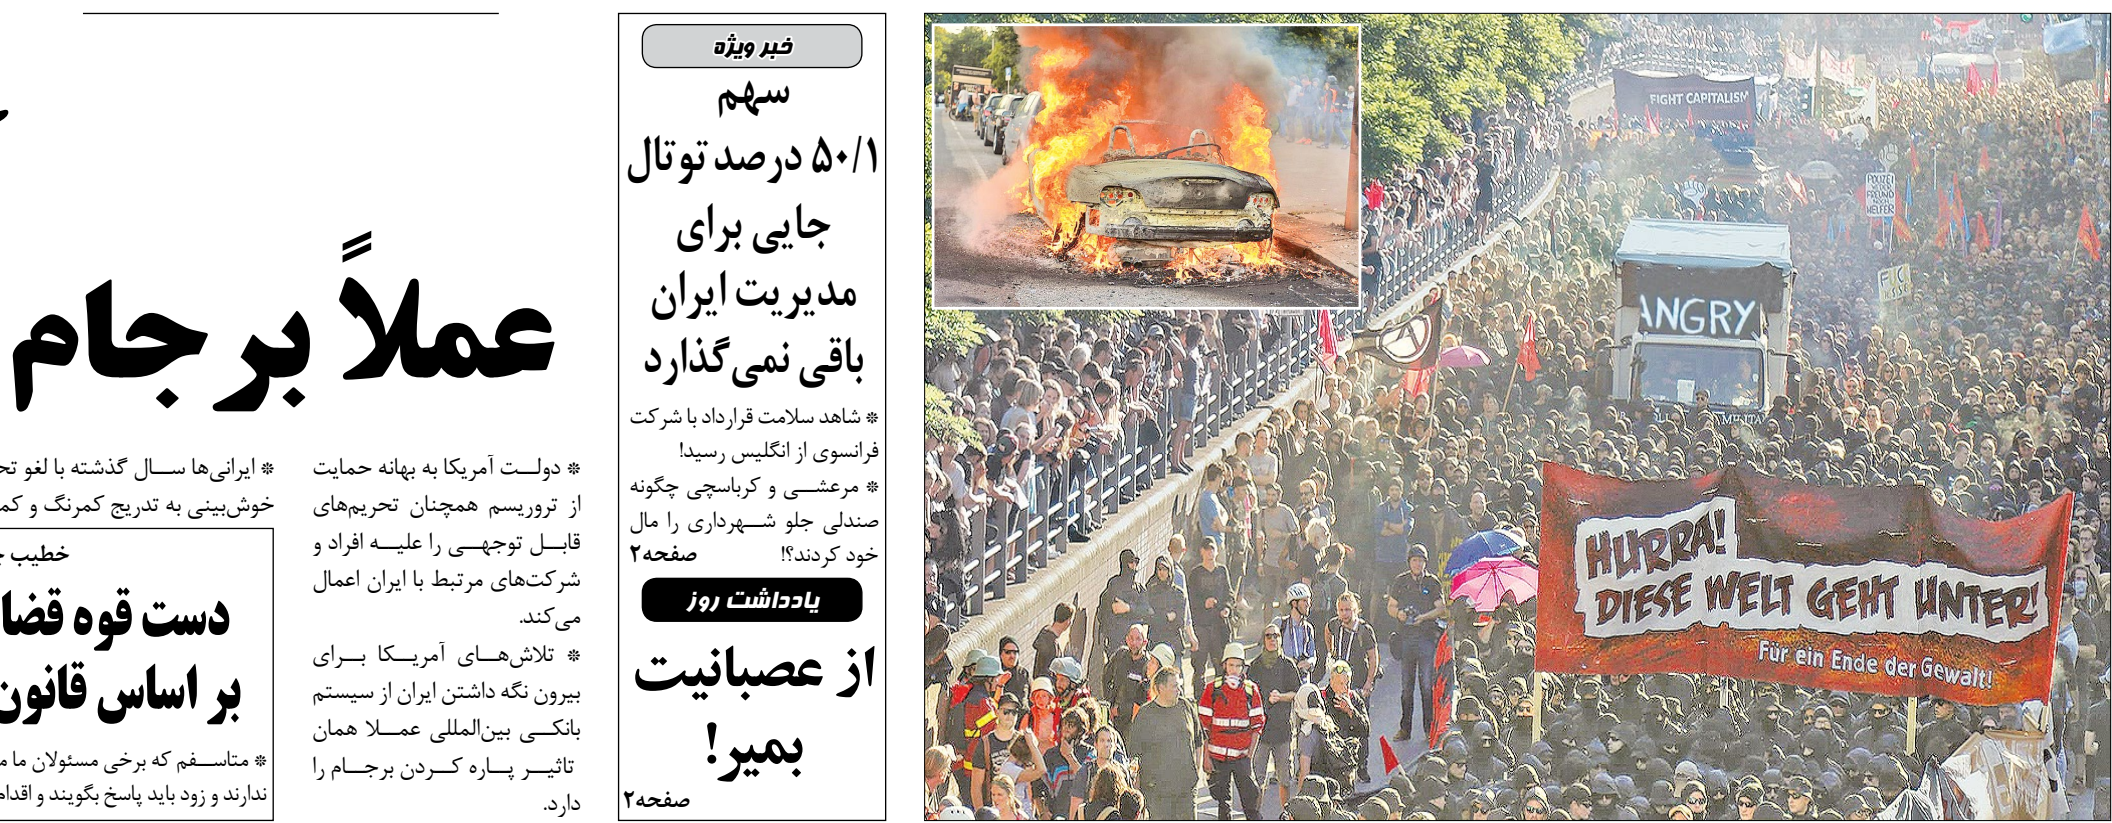 FIGHT CAPITALISM
POLIZEI
FREUND
HELFER
ANGRY
HURRA!
DIESE WELT GEHT UNTER!
Für ein Ende der Gewalt!
خبر ویژه
سهم
۵۰/۱ درصد توتال
جایی برای
مدیریت ایران
باقی نمی‌گذارد
* شاهد سلامت قرارداد با شرکت
فرانسوی از انگلیس رسید!
* مرعشی و کرباسچی چگونه
صندلی جلو شهرداری را مال
خود کردند؟! صفحه۲
یادداشت روز
از عصبانیت
بمیر!
صفحه۲
عملاً برجام
* دولت آمریکا به بهانه حمایت
از تروریسم همچنان تحریم‌های
قابل توجهی را علیه افراد و
شرکت‌های مرتبط با ایران اعمال
می‌کند.
* تلاش‌های آمریکا برای
بیرون نگه داشتن ایران از سیستم
بانکی بین‌المللی عملا همان
تاثیر پاره کردن برجام را
دارد.
* ایرانی‌ها سال گذشته با لغو
خوش‌بینی به تدریج کمرنگ و
خطیب
دست قوه
بر اساس قانون
* متاسفم که برخی مسئولان ما
ندارند و زود باید پاسخ بگویند و